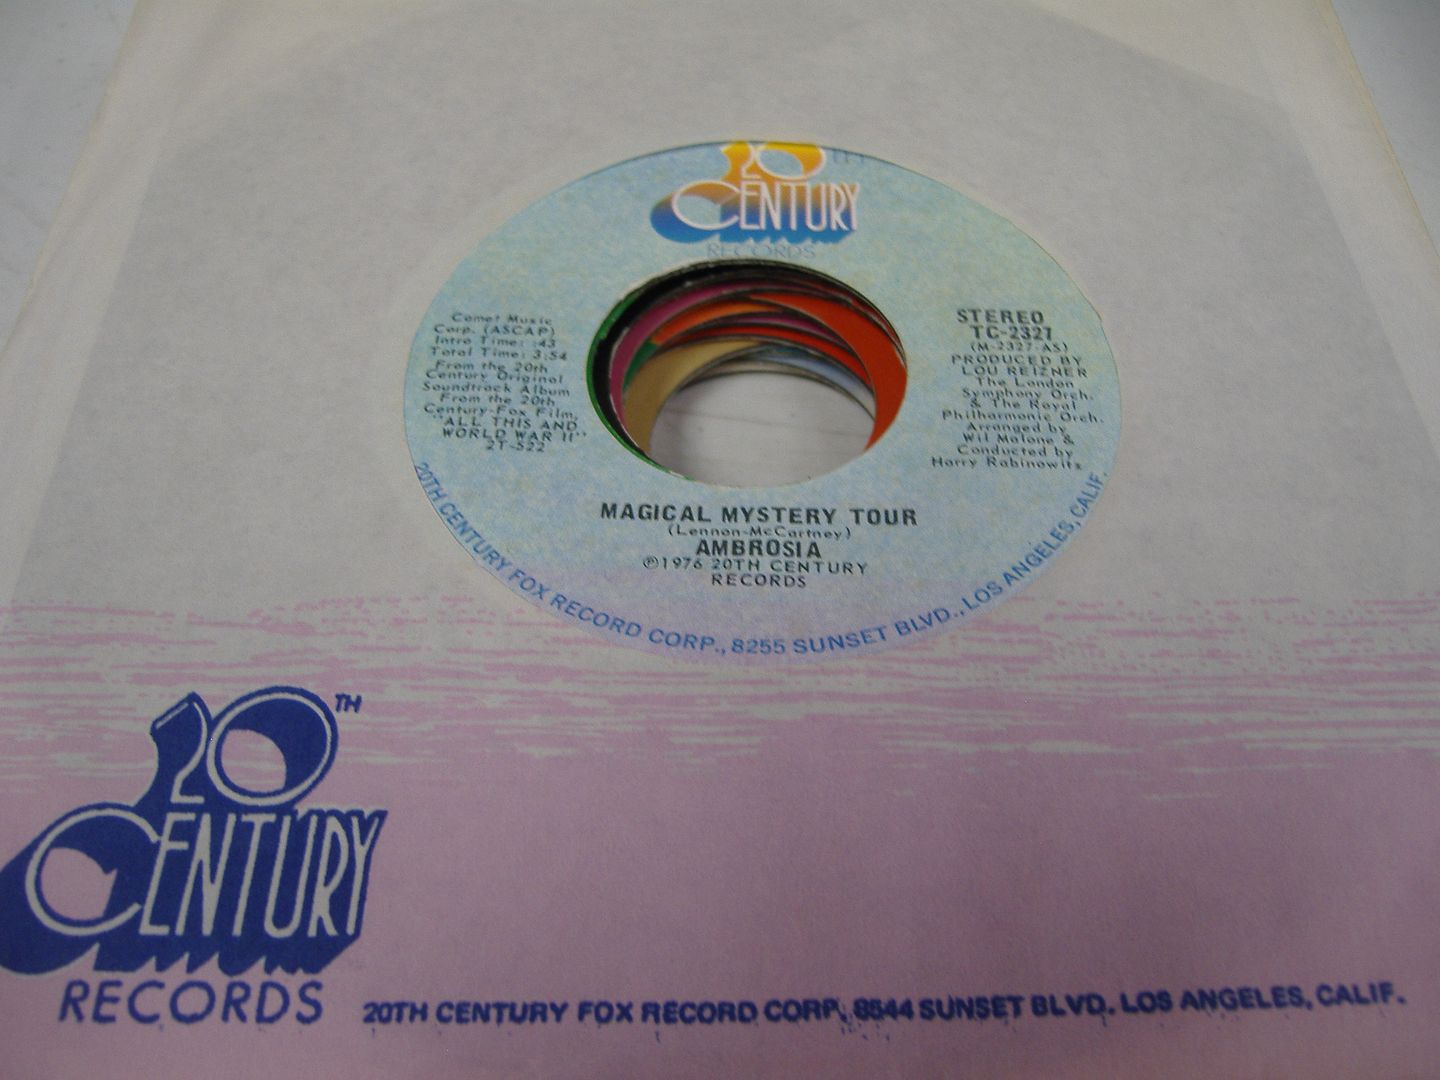 20 TH
CENTURY
RECORDS
Comet Music
Corp. (ASCAP)
Intro Time: :43
Total Time: 3:54
From the 20th
Century Original
Soundtrack Album
From the 20th
Century-Fox Film,
"ALL THIS AND
WORLD WAR II"
2T-522
STEREO
TC-2327
(M-2327-AS)
PRODUCED BY
LOU REIZNER
The London
Symphony Orch.
& The Royal
Philharmonic Orch.
Arranged by
Wil Malone &
Conducted by
Harry Rabinowitz
MAGICAL MYSTERY TOUR
(Lennon-McCartney)
AMBROSIA
℗1976 20TH CENTURY
RECORDS
20TH CENTURY FOX RECORD CORP., 8255 SUNSET BLVD., LOS ANGELES, CALIF.
20TH
CENTURY
RECORDS
20TH CENTURY FOX RECORD CORP. 8544 SUNSET BLVD. LOS ANGELES, CALIF.